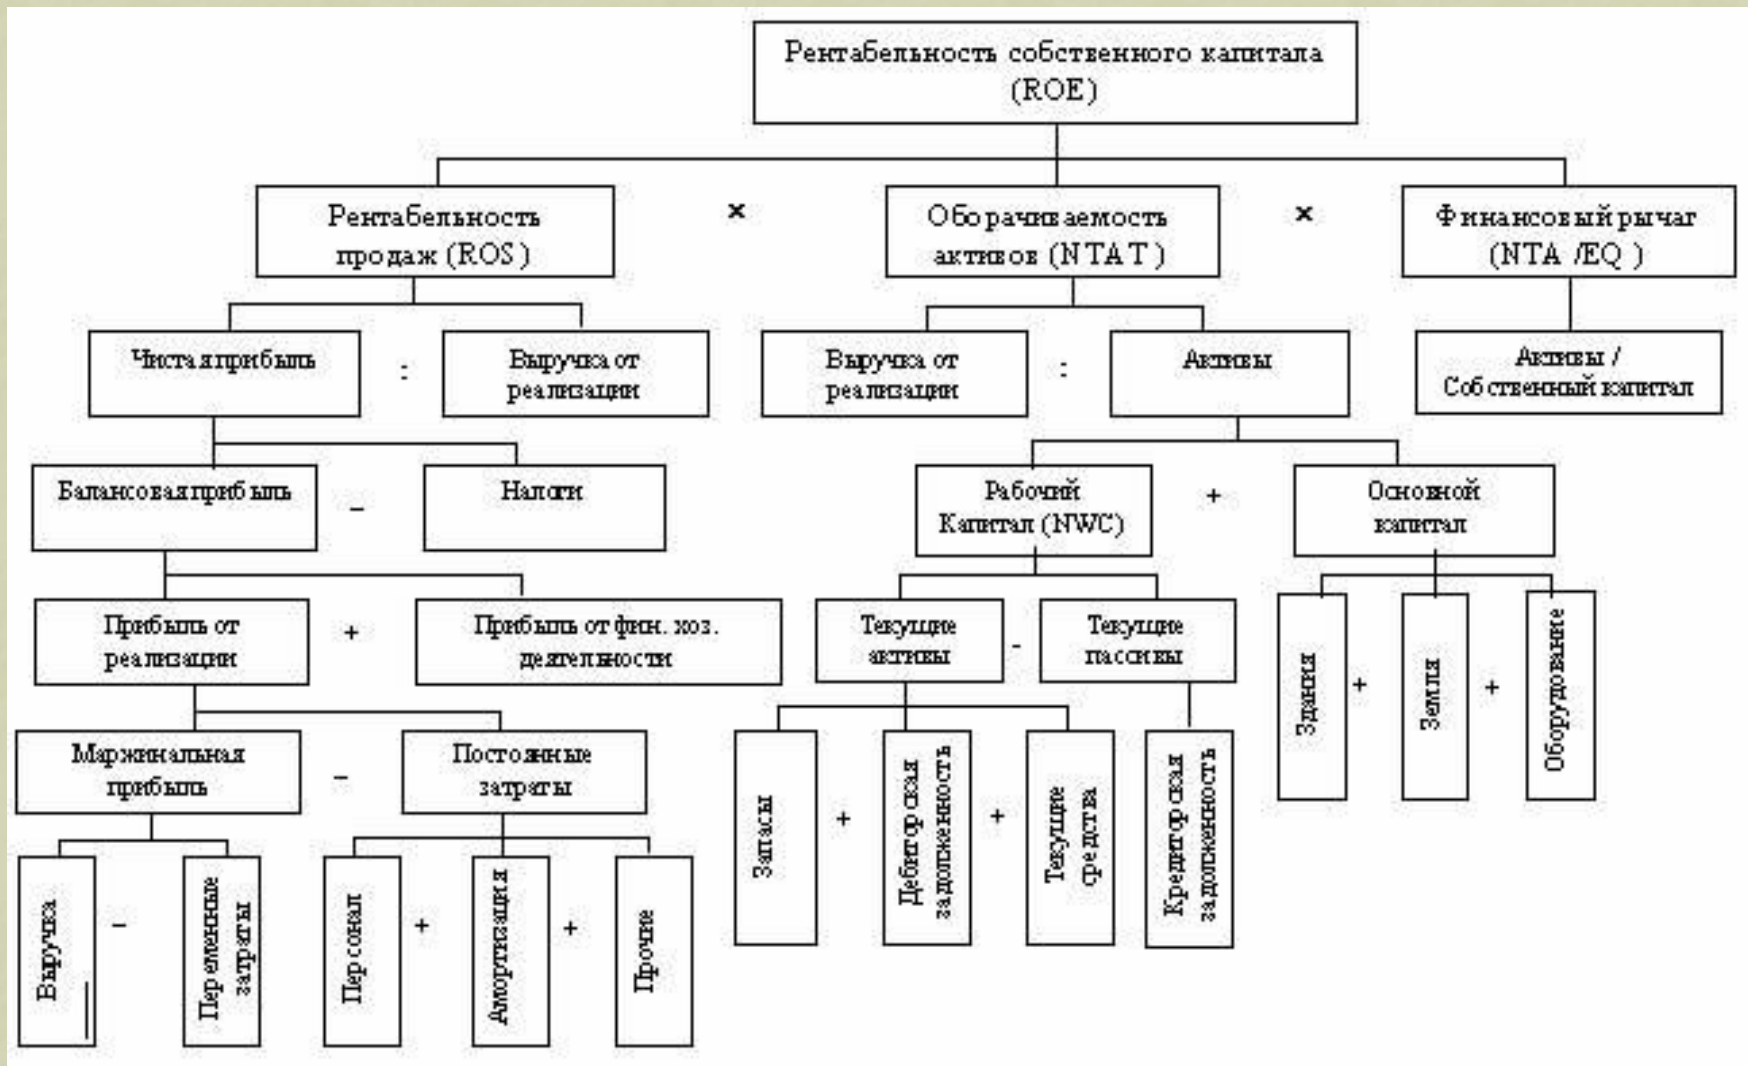 Рентабельность собственного капитала
(ROE)
Рентабельность
продаж (ROS)
×
Оборачиваемость
активов (NTAT)
×
Финансовый рычаг
(NTA /EQ )
Чистая прибыль
:
Выручка от
реализации
Выручка от
реализации
:
Активы
Активы /
Собственный капитал
Балансовая прибыль
–
Налоги
Рабочий
Капитал (NWC)
+
Основной
капитал
Прибыль от
реализации
+
Прибыль от фин. хоз.
деятельности
Текущие
активы
-
Текущие
пассивы
Здания
+
Земля
+
Оборудование
Маржинальная
прибыль
–
Постоянные
затраты
Запасы
+
Дебиторская
задолженность
+
Текущие
средства
Кредиторская
задолженность
Выручка
–
Переменные
затраты
Персонал
+
Амортизация
+
Прочие